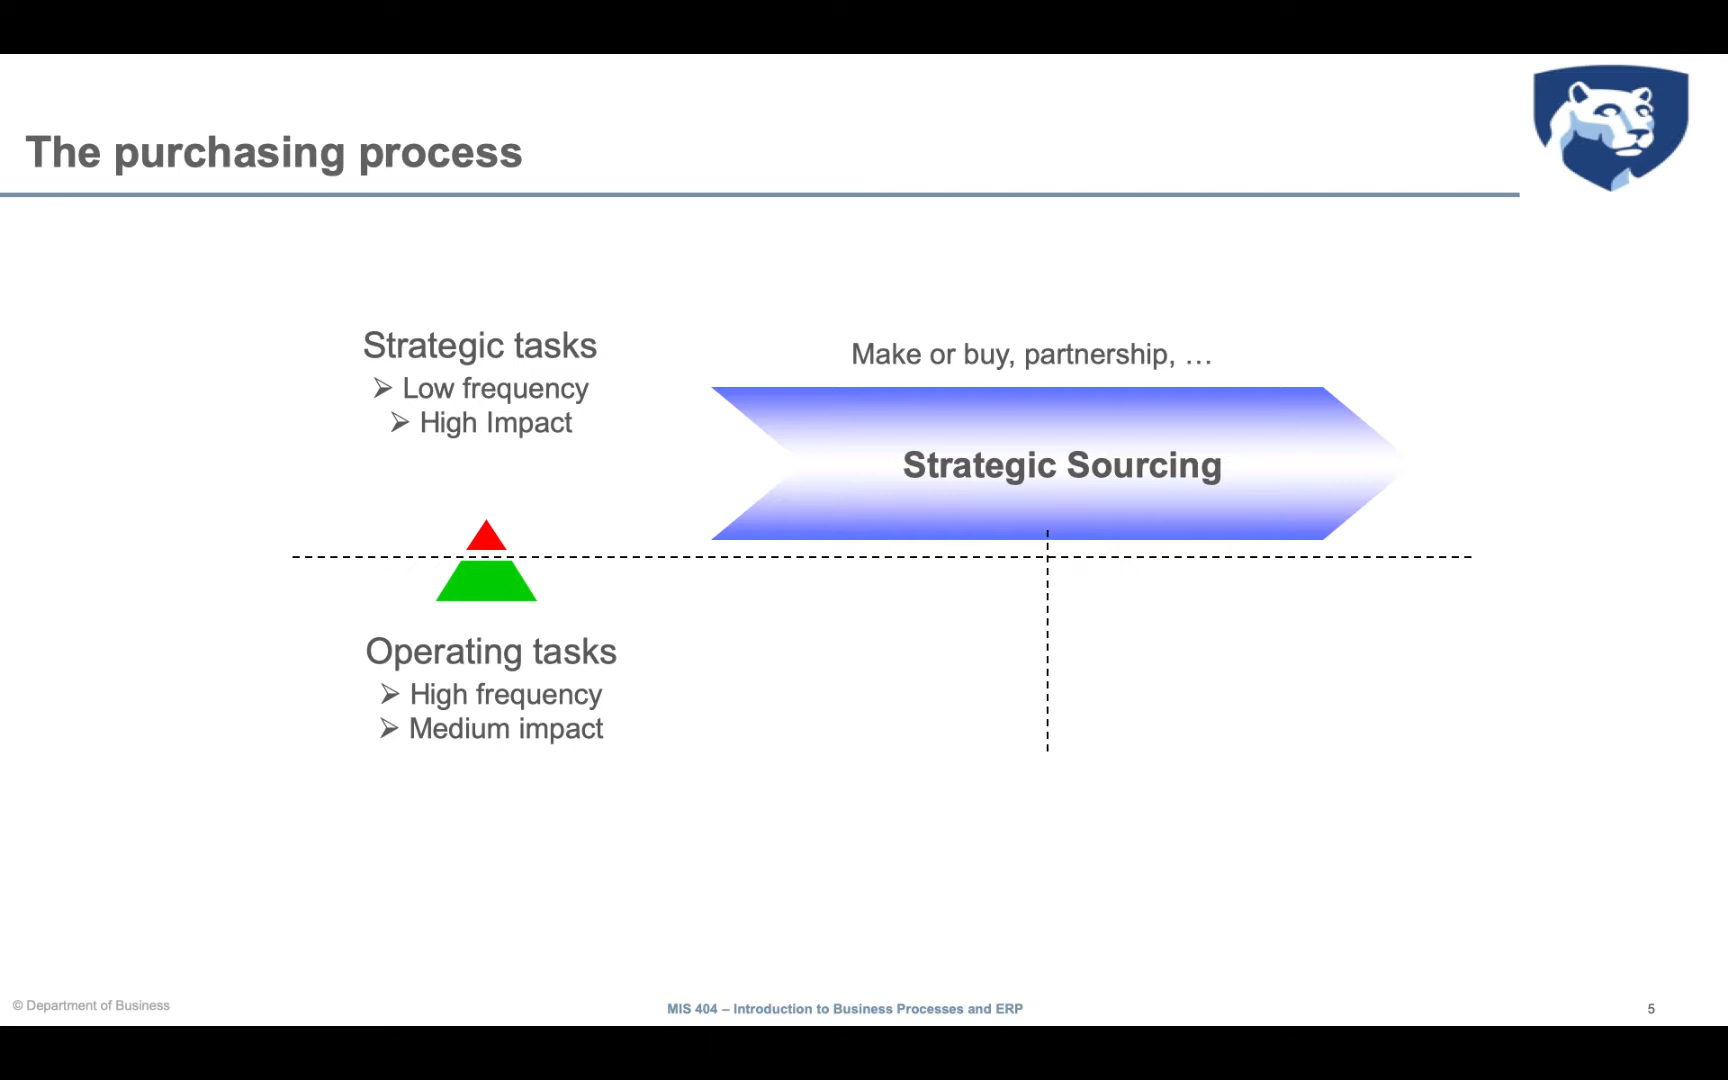 The purchasing process
Strategic tasks
➢ Low frequency
➢ High Impact
Make or buy, partnership, …
Strategic Sourcing
Operating tasks
➢ High frequency
➢ Medium impact
© Department of Business
MIS 404 – Introduction to Business Processes and ERP
5